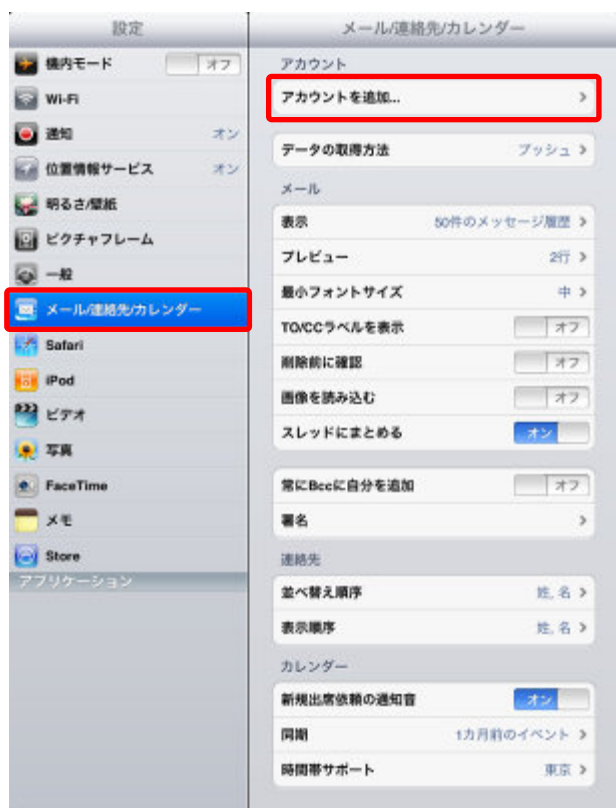 設定
機内モード オフ
Wi-Fi
通知 オン
位置情報サービス オン
明るさ/壁紙
ピクチャフレーム
一般
メール/連絡先/カレンダー
Safari
iPod
ビデオ
写真
FaceTime
メモ
Store
アプリケーション
メール/連絡先/カレンダー
アカウント
アカウントを追加...
データの取得方法 プッシュ
メール
表示 50件のメッセージ履歴
プレビュー 2行
最小フォントサイズ 中
TO/CCラベルを表示 オフ
削除前に確認 オフ
画像を読み込む オフ
スレッドにまとめる オン
常にBccに自分を追加 オフ
署名
連絡先
並べ替え順序 姓, 名
表示順序 姓, 名
カレンダー
新規出席依頼の通知音 オン
同期 1カ月前のイベント
時間帯サポート 東京